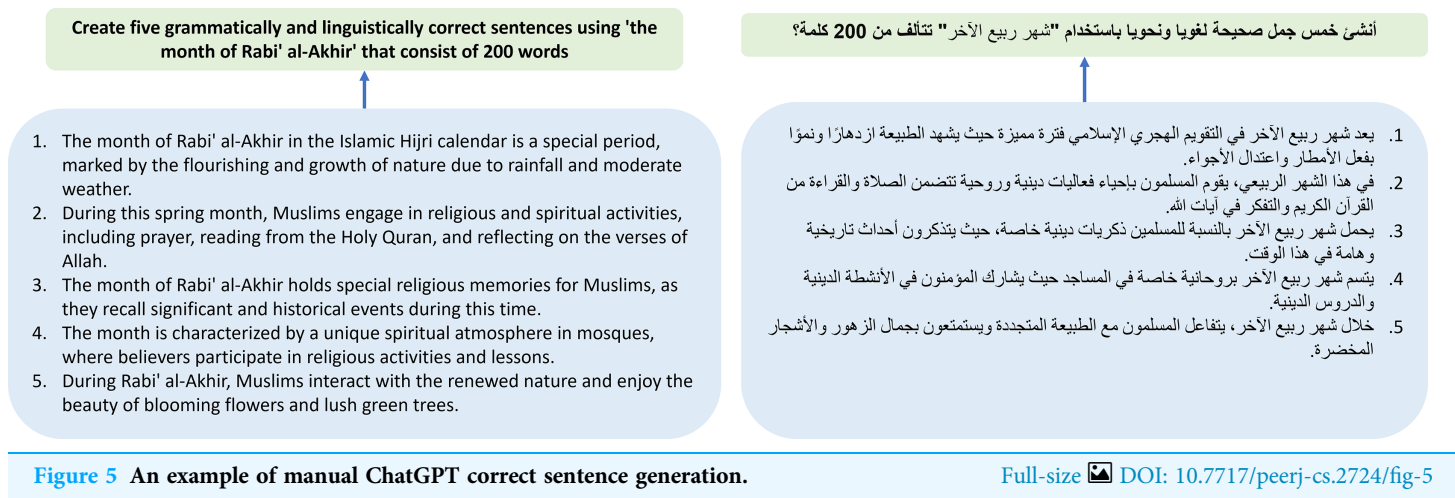 Create five grammatically and linguistically correct sentences using 'the
month of Rabi' al-Akhir' that consist of 200 words
1. The month of Rabi' al-Akhir in the Islamic Hijri calendar is a special period,
marked by the flourishing and growth of nature due to rainfall and moderate
weather.
2. During this spring month, Muslims engage in religious and spiritual activities,
including prayer, reading from the Holy Quran, and reflecting on the verses of
Allah.
3. The month of Rabi' al-Akhir holds special religious memories for Muslims, as
they recall significant and historical events during this time.
4. The month is characterized by a unique spiritual atmosphere in mosques,
where believers participate in religious activities and lessons.
5. During Rabi' al-Akhir, Muslims interact with the renewed nature and enjoy the
beauty of blooming flowers and lush green trees.
أنشئ خمس جمل صحيحة لغويا ونحويا باستخدام "شهر ربيع الآخر" تتألف من 200 كلمة؟
1. يعد شهر ربيع الآخر في التقويم الهجري الإسلامي فترة مميزة حيث يشهد الطبيعة ازدهارًا ونموًا
بفعل الأمطار واعتدال الأجواء.
2. في هذا الشهر الربيعي، يقوم المسلمون بإحياء فعاليات دينية وروحية تتضمن الصلاة والقراءة من
القرآن الكريم والتفكر في آيات الله.
3. يحمل شهر ربيع الآخر بالنسبة للمسلمين ذكريات دينية خاصة، حيث يتذكرون أحداث تاريخية
وهامة في هذا الوقت.
4. يتسم شهر ربيع الآخر بروحانية خاصة في المساجد حيث يشارك المؤمنون في الأنشطة الدينية
والدروس الدينية.
5. خلال شهر ربيع الآخر، يتفاعل المسلمون مع الطبيعة المتجددة ويستمتعون بجمال الزهور والأشجار
المخضرة.
Figure 5 An example of manual ChatGPT correct sentence generation.
Full-size DOI: 10.7717/peerj-cs.2724/fig-5